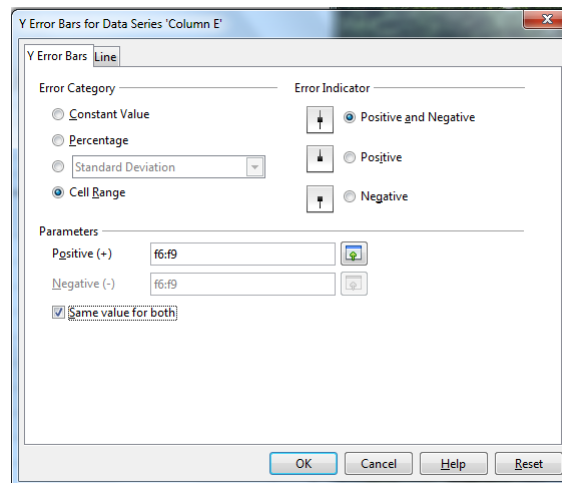 Y Error Bars for Data Series 'Column E'
Y Error Bars Line
Error Category
Constant Value
Percentage
Standard Deviation
Cell Range
Error Indicator
Positive and Negative
Positive
Negative
Parameters
Positive (+) f6:f9
Negative (-) f6:f9
Same value for both
OK Cancel Help Reset